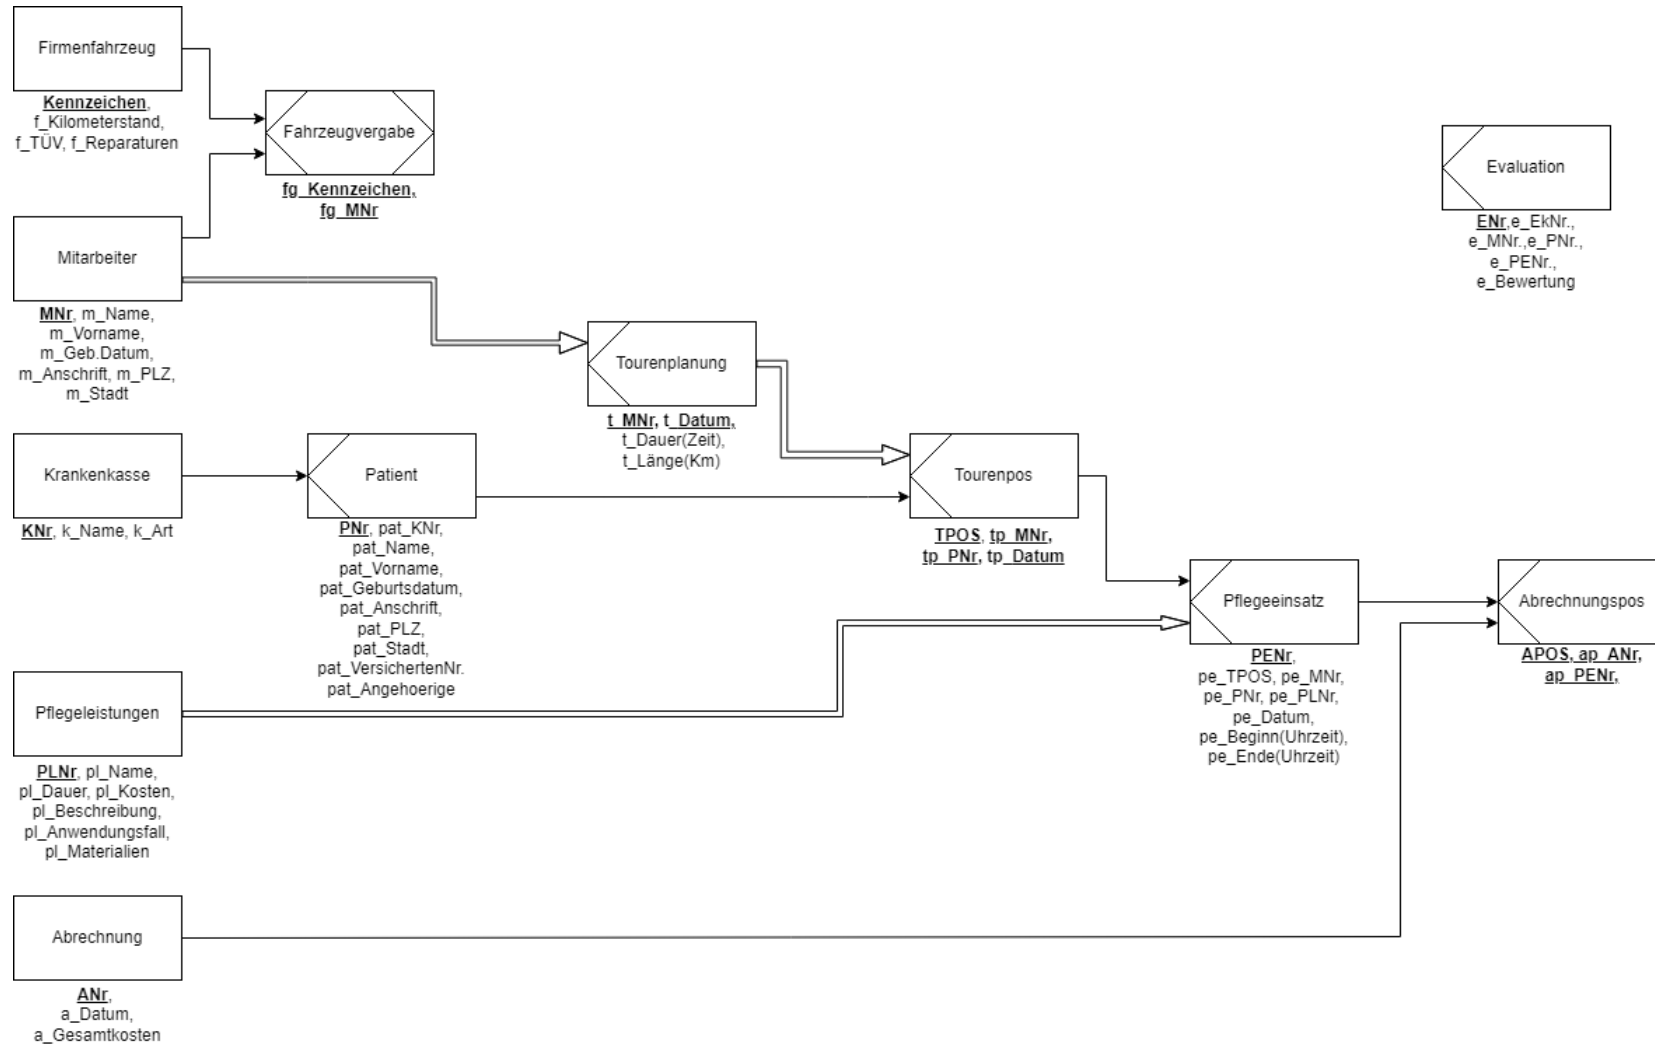 Firmenfahrzeug
Kennzeichen,
f_Kilometerstand,
f_TÜV, f_Reparaturen
Fahrzeugvergabe
fg_Kennzeichen,
fg_MNr
Evaluation
ENr,e_EkNr.,
e_MNr.,e_PNr.,
e_PENr.,
e_Bewertung
Mitarbeiter
MNr, m_Name,
m_Vorname,
m_Geb.Datum,
m_Anschrift, m_PLZ,
m_Stadt
Tourenplanung
t_MNr, t_Datum,
t_Dauer(Zeit),
t_Länge(Km)
Krankenkasse
KNr, k_Name, k_Art
Patient
PNr, pat_KNr,
pat_Name,
pat_Vorname,
pat_Geburtsdatum,
pat_Anschrift,
pat_PLZ,
pat_Stadt,
pat_VersichertenNr.
pat_Angehoerige
Tourenpos
TPOS, tp_MNr,
tp_PNr, tp_Datum
Pflegeeinsatz
PENr,
pe_TPOS, pe_MNr,
pe_PNr, pe_PLNr,
pe_Datum,
pe_Beginn(Uhrzeit),
pe_Ende(Uhrzeit)
Abrechnungspos
APOS, ap_ANr,
ap_PENr,
Pflegeleistungen
PLNr, pl_Name,
pl_Dauer, pl_Kosten,
pl_Beschreibung,
pl_Anwendungsfall,
pl_Materialien
Abrechnung
ANr,
a_Datum,
a_Gesamtkosten